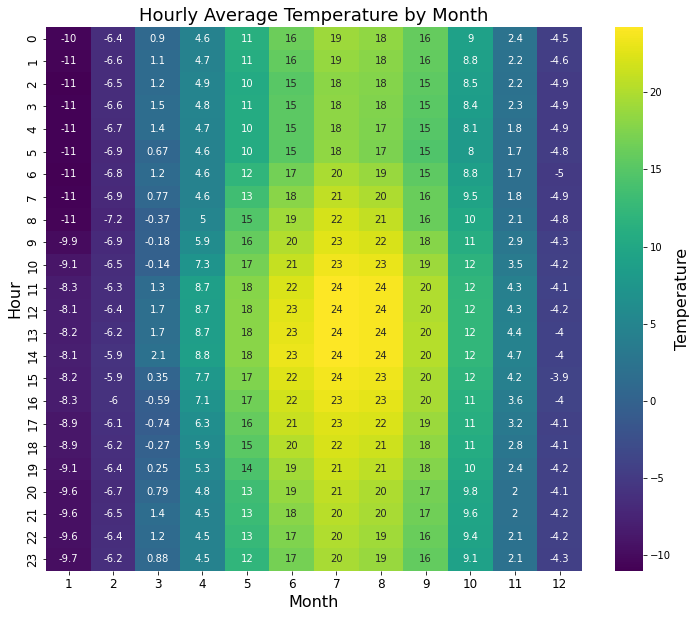 Hourly Average Temperature by Month
0 -10 -6.4 0.9 4.6 11 16 19 18 16 9 2.4 -4.5
1 -11 -6.5 1.1 4.7 11 16 19 18 16 8.8 2.2 -4.6
2 -11 -6.5 1.2 4.9 10 15 18 18 15 8.5 2.2 -4.9
3 -11 -6.6 1.5 4.8 11 15 18 18 15 8.4 2.3 -4.9
4 -11 -6.7 1.4 4.7 10 15 18 17 15 8.1 1.8 -4.9
5 -11 -6.9 0.67 4.6 10 15 18 17 15 8 1.7 -4.8
6 -11 -6.8 1.2 4.6 12 17 20 19 15 8.8 1.7 -5
7 -11 -6.9 0.77 4.6 13 18 21 20 16 9.5 1.8 -4.9
8 -11 -7.2 -0.37 5 15 19 22 21 16 10 2.1 -4.8
9 -9.9 -6.9 -0.18 5.9 16 20 23 22 18 11 2.9 -4.3
10 -9.1 -6.5 -0.14 7.3 17 21 23 23 19 12 3.5 -4.2
11 -8.3 -6.3 1.3 8.7 18 22 24 24 20 12 4.3 -4.1
12 -8.1 -6.4 1.7 8.7 18 23 24 24 20 12 4.3 -4.2
13 -8.2 -6.2 1.7 8.7 18 23 24 24 20 12 4.4 -4
14 -8.1 -5.9 2.1 8.8 18 23 24 24 20 12 4.7 -4
15 -8.2 -5.9 0.35 7.7 17 22 24 23 20 12 4.2 -3.9
16 -8.3 -6 -0.59 7.1 17 22 23 23 20 11 3.6 -4
17 -8.9 -6.1 -0.74 6.3 16 21 23 22 19 11 3.2 -4.1
18 -8.9 -6.2 -0.27 5.9 15 20 22 21 18 11 2.8 -4.1
19 -9.1 -6.4 0.25 5.3 14 19 21 21 18 10 2.4 -4.2
20 -9.6 -6.7 0.79 4.8 13 19 21 20 17 9.8 2 -4.1
21 -9.6 -6.5 1.4 4.5 13 18 20 20 17 9.6 2 -4.2
22 -9.6 -6.4 1.2 4.5 13 17 20 19 16 9.4 2.1 -4.2
23 -9.7 -6.2 0.88 4.5 12 17 20 19 16 9.1 2.1 -4.3
1 2 3 4 5 6 7 8 9 10 11 12
Month
Hour
20
15
10
5
0
−5
−10
Temperature